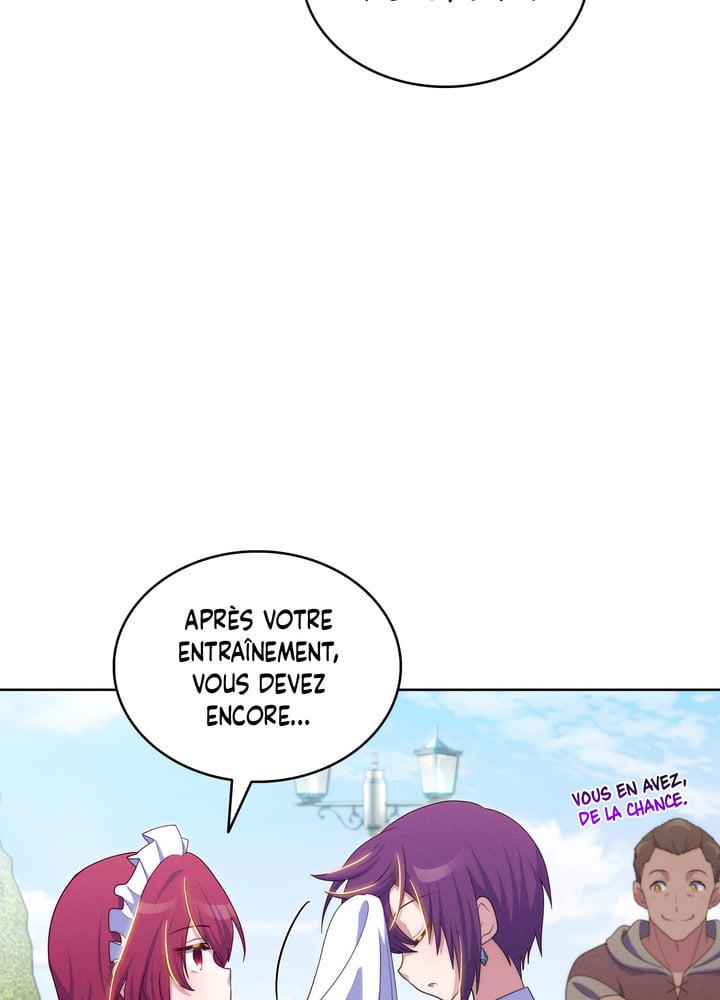 APRÈS VOTRE
ENTRAÎNEMENT,
VOUS DEVEZ
ENCORE...
VOUS EN AVEZ,
DE LA CHANCE.